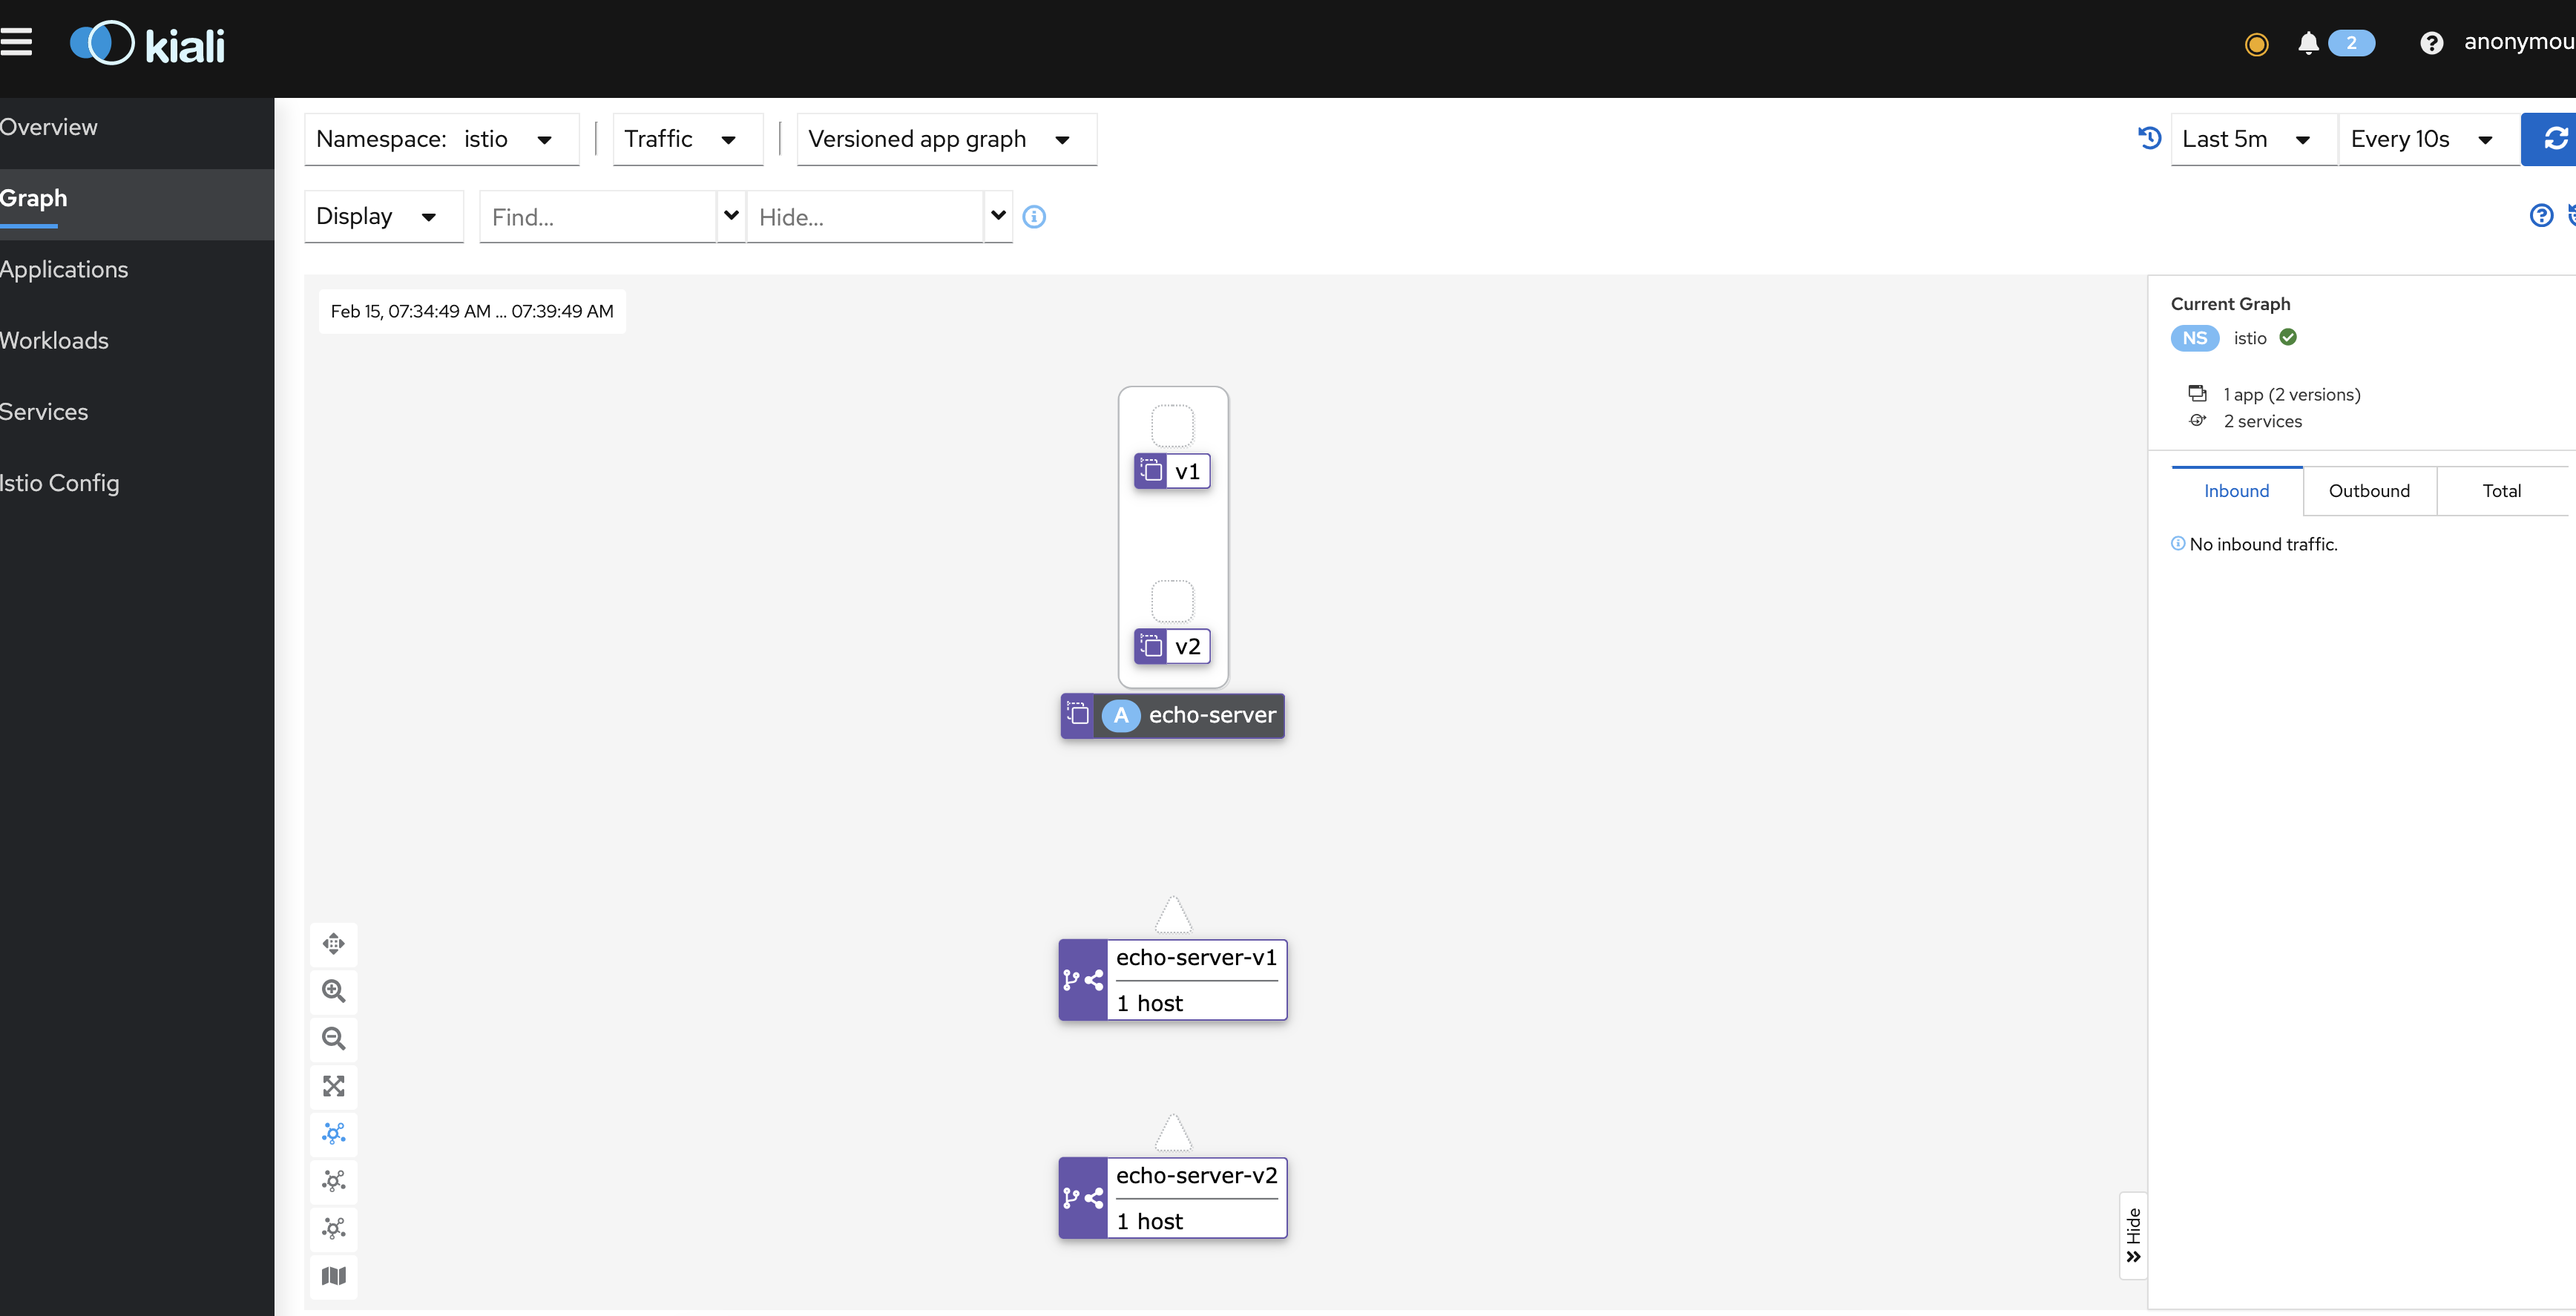 kiali
2
anonymou
Overview
Graph
Applications
Workloads
Services
Istio Config
Namespace: istio
Traffic
Versioned app graph
Last 5m
Every 10s
Display
Find...
Hide...
Feb 15, 07:34:49 AM ... 07:39:49 AM
v1
v2
A echo-server
echo-server-v1
1 host
echo-server-v2
1 host
Hide
Current Graph
NS istio
1 app (2 versions)
2 services
Inbound
Outbound
Total
No inbound traffic.